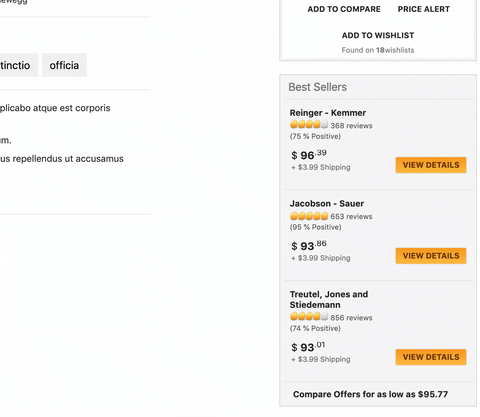 ADD TO COMPARE PRICE ALERT
ADD TO WISHLIST
Found on 18wishlists
tinctio officia
plicabo atque est corporis
um.
us repellendus ut accusamus
Best Sellers
Reinger - Kemmer
368 reviews
(75 % Positive)
$ 96.39
+ $3.99 Shipping
VIEW DETAILS
Jacobson - Sauer
653 reviews
(95 % Positive)
$ 93.86
+ $3.99 Shipping
VIEW DETAILS
Treutel, Jones and
Stiedemann
856 reviews
(74 % Positive)
$ 93.01
+ $3.99 Shipping
VIEW DETAILS
Compare Offers for as low as $95.77